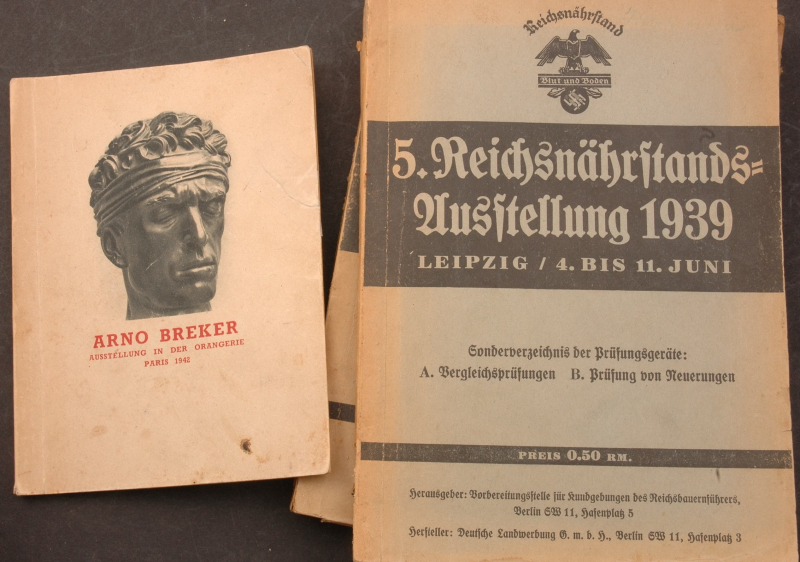 ARNO BREKER
AUSSTELLUNG IN DER ORANGERIE
PARIS 1942
Reichsnährstand
Blut und Boden
5. Reichsnährstands=
Ausstellung 1939
LEIPZIG / 4. BIS 11. JUNI
Sonderverzeichnis der Prüfungsgeräte:
A. Vergleichsprüfungen B. Prüfung von Neuerungen
PREIS 0.50 RM.
Herausgeber: Vorbereitungsstelle für Kundgebungen des Reichsbauernführers,
Berlin SW 11, Hafenplatz 5
Hersteller: Deutsche Landwerbung G. m. b. H., Berlin SW 11, Hafenplatz 3